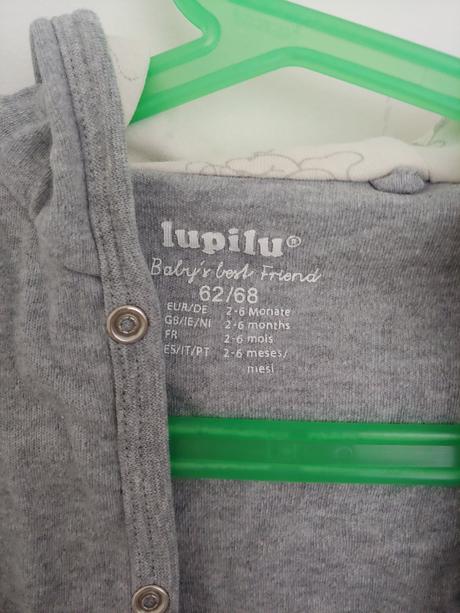 lupilu®
Baby's best Friend
62/68
EUR/DE 2-6 Monate
GB/IE/NI 2-6 months
FR 2-6 mois
ES/IT/PT 2-6 meses/
mesi